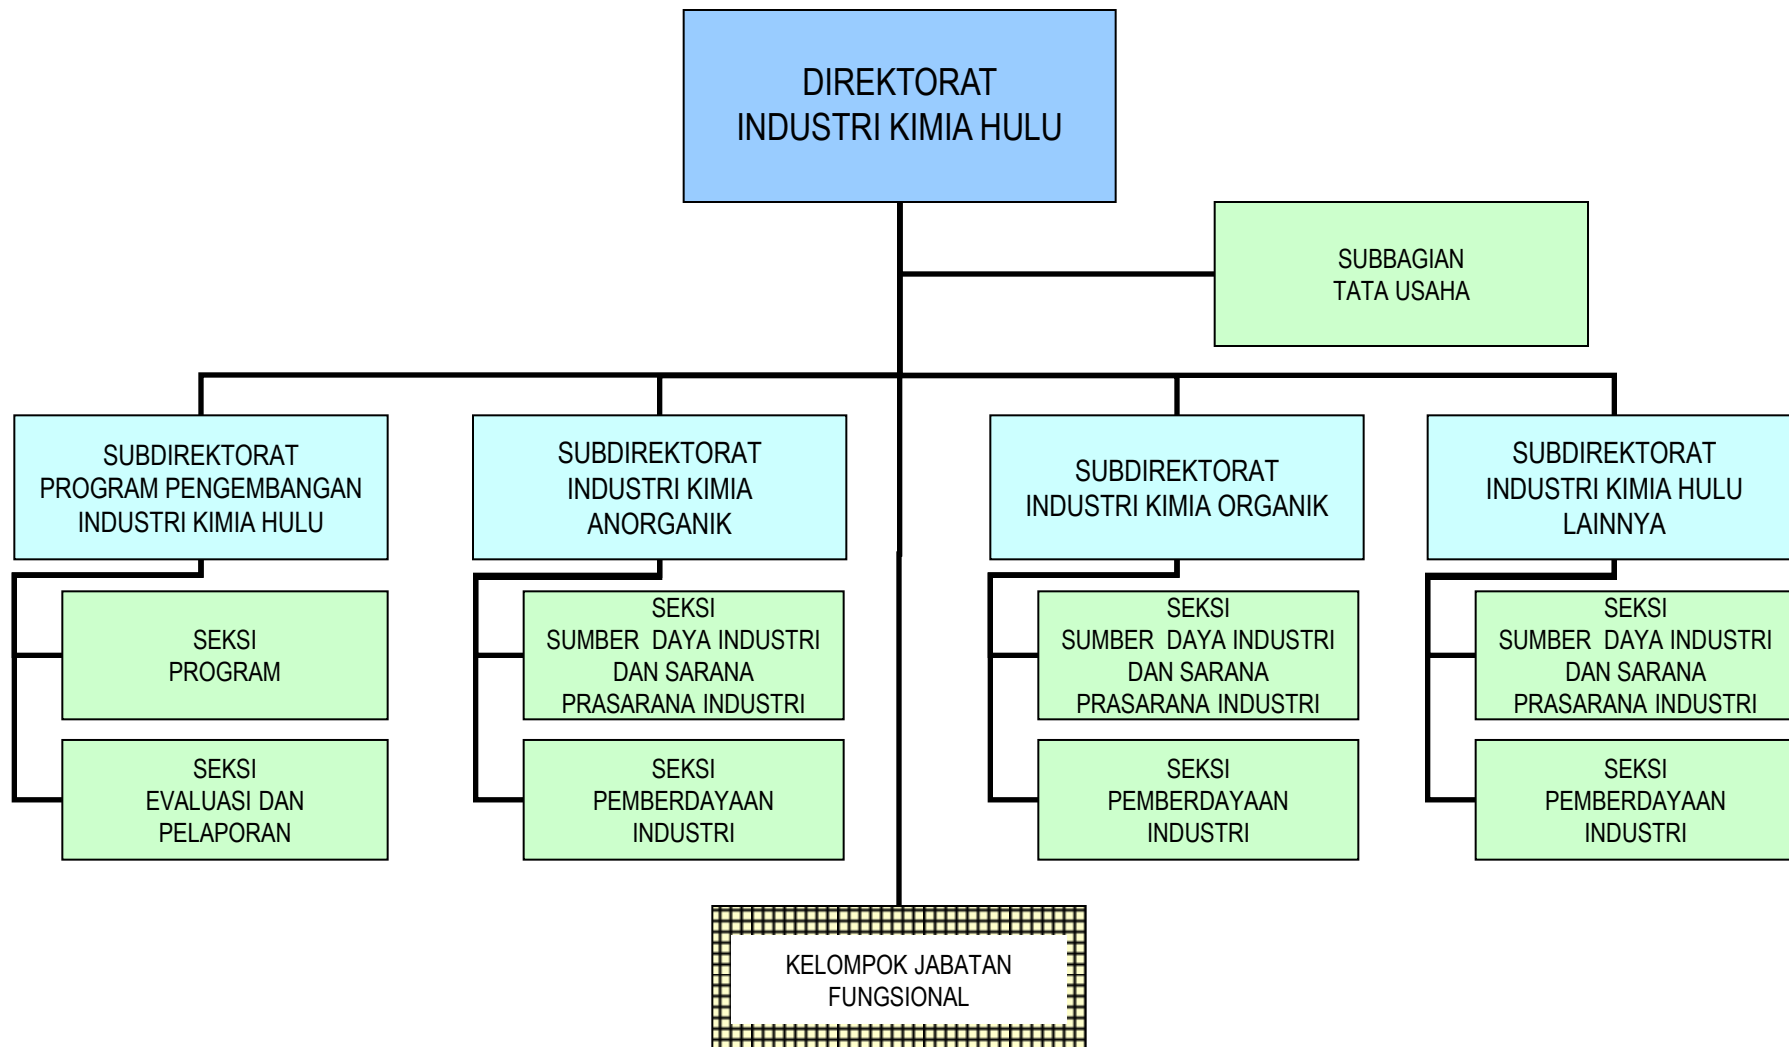 DIREKTORAT
INDUSTRI KIMIA HULU
SUBBAGIAN
TATA USAHA
SUBDIREKTORAT
PROGRAM PENGEMBANGAN
INDUSTRI KIMIA HULU
SUBDIREKTORAT
INDUSTRI KIMIA
ANORGANIK
SUBDIREKTORAT
INDUSTRI KIMIA ORGANIK
SUBDIREKTORAT
INDUSTRI KIMIA HULU
LAINNYA
SEKSI
PROGRAM
SEKSI
SUMBER DAYA INDUSTRI
DAN SARANA
PRASARANA INDUSTRI
SEKSI
SUMBER DAYA INDUSTRI
DAN SARANA
PRASARANA INDUSTRI
SEKSI
SUMBER DAYA INDUSTRI
DAN SARANA
PRASARANA INDUSTRI
SEKSI
EVALUASI DAN
PELAPORAN
SEKSI
PEMBERDAYAAN
INDUSTRI
SEKSI
PEMBERDAYAAN
INDUSTRI
SEKSI
PEMBERDAYAAN
INDUSTRI
KELOMPOK JABATAN
FUNGSIONAL